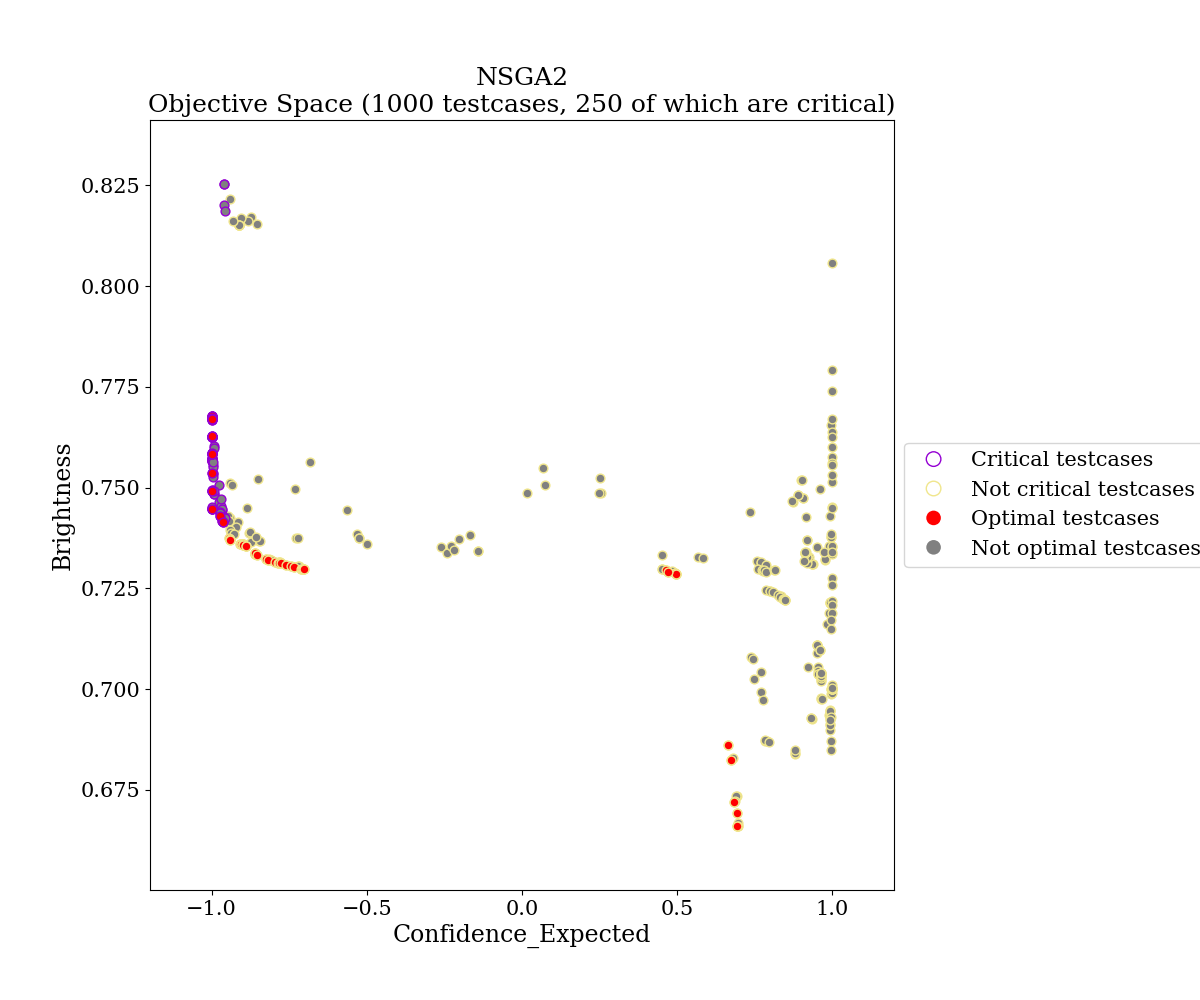 NSGA2
Objective Space (1000 testcases, 250 of which are critical)
0.825
0.800
0.775
0.750
0.725
0.700
0.675
Brightness
−1.0
−0.5
0.0
0.5
1.0
Confidence_Expected
Critical testcases
Not critical testcases
Optimal testcases
Not optimal testcases